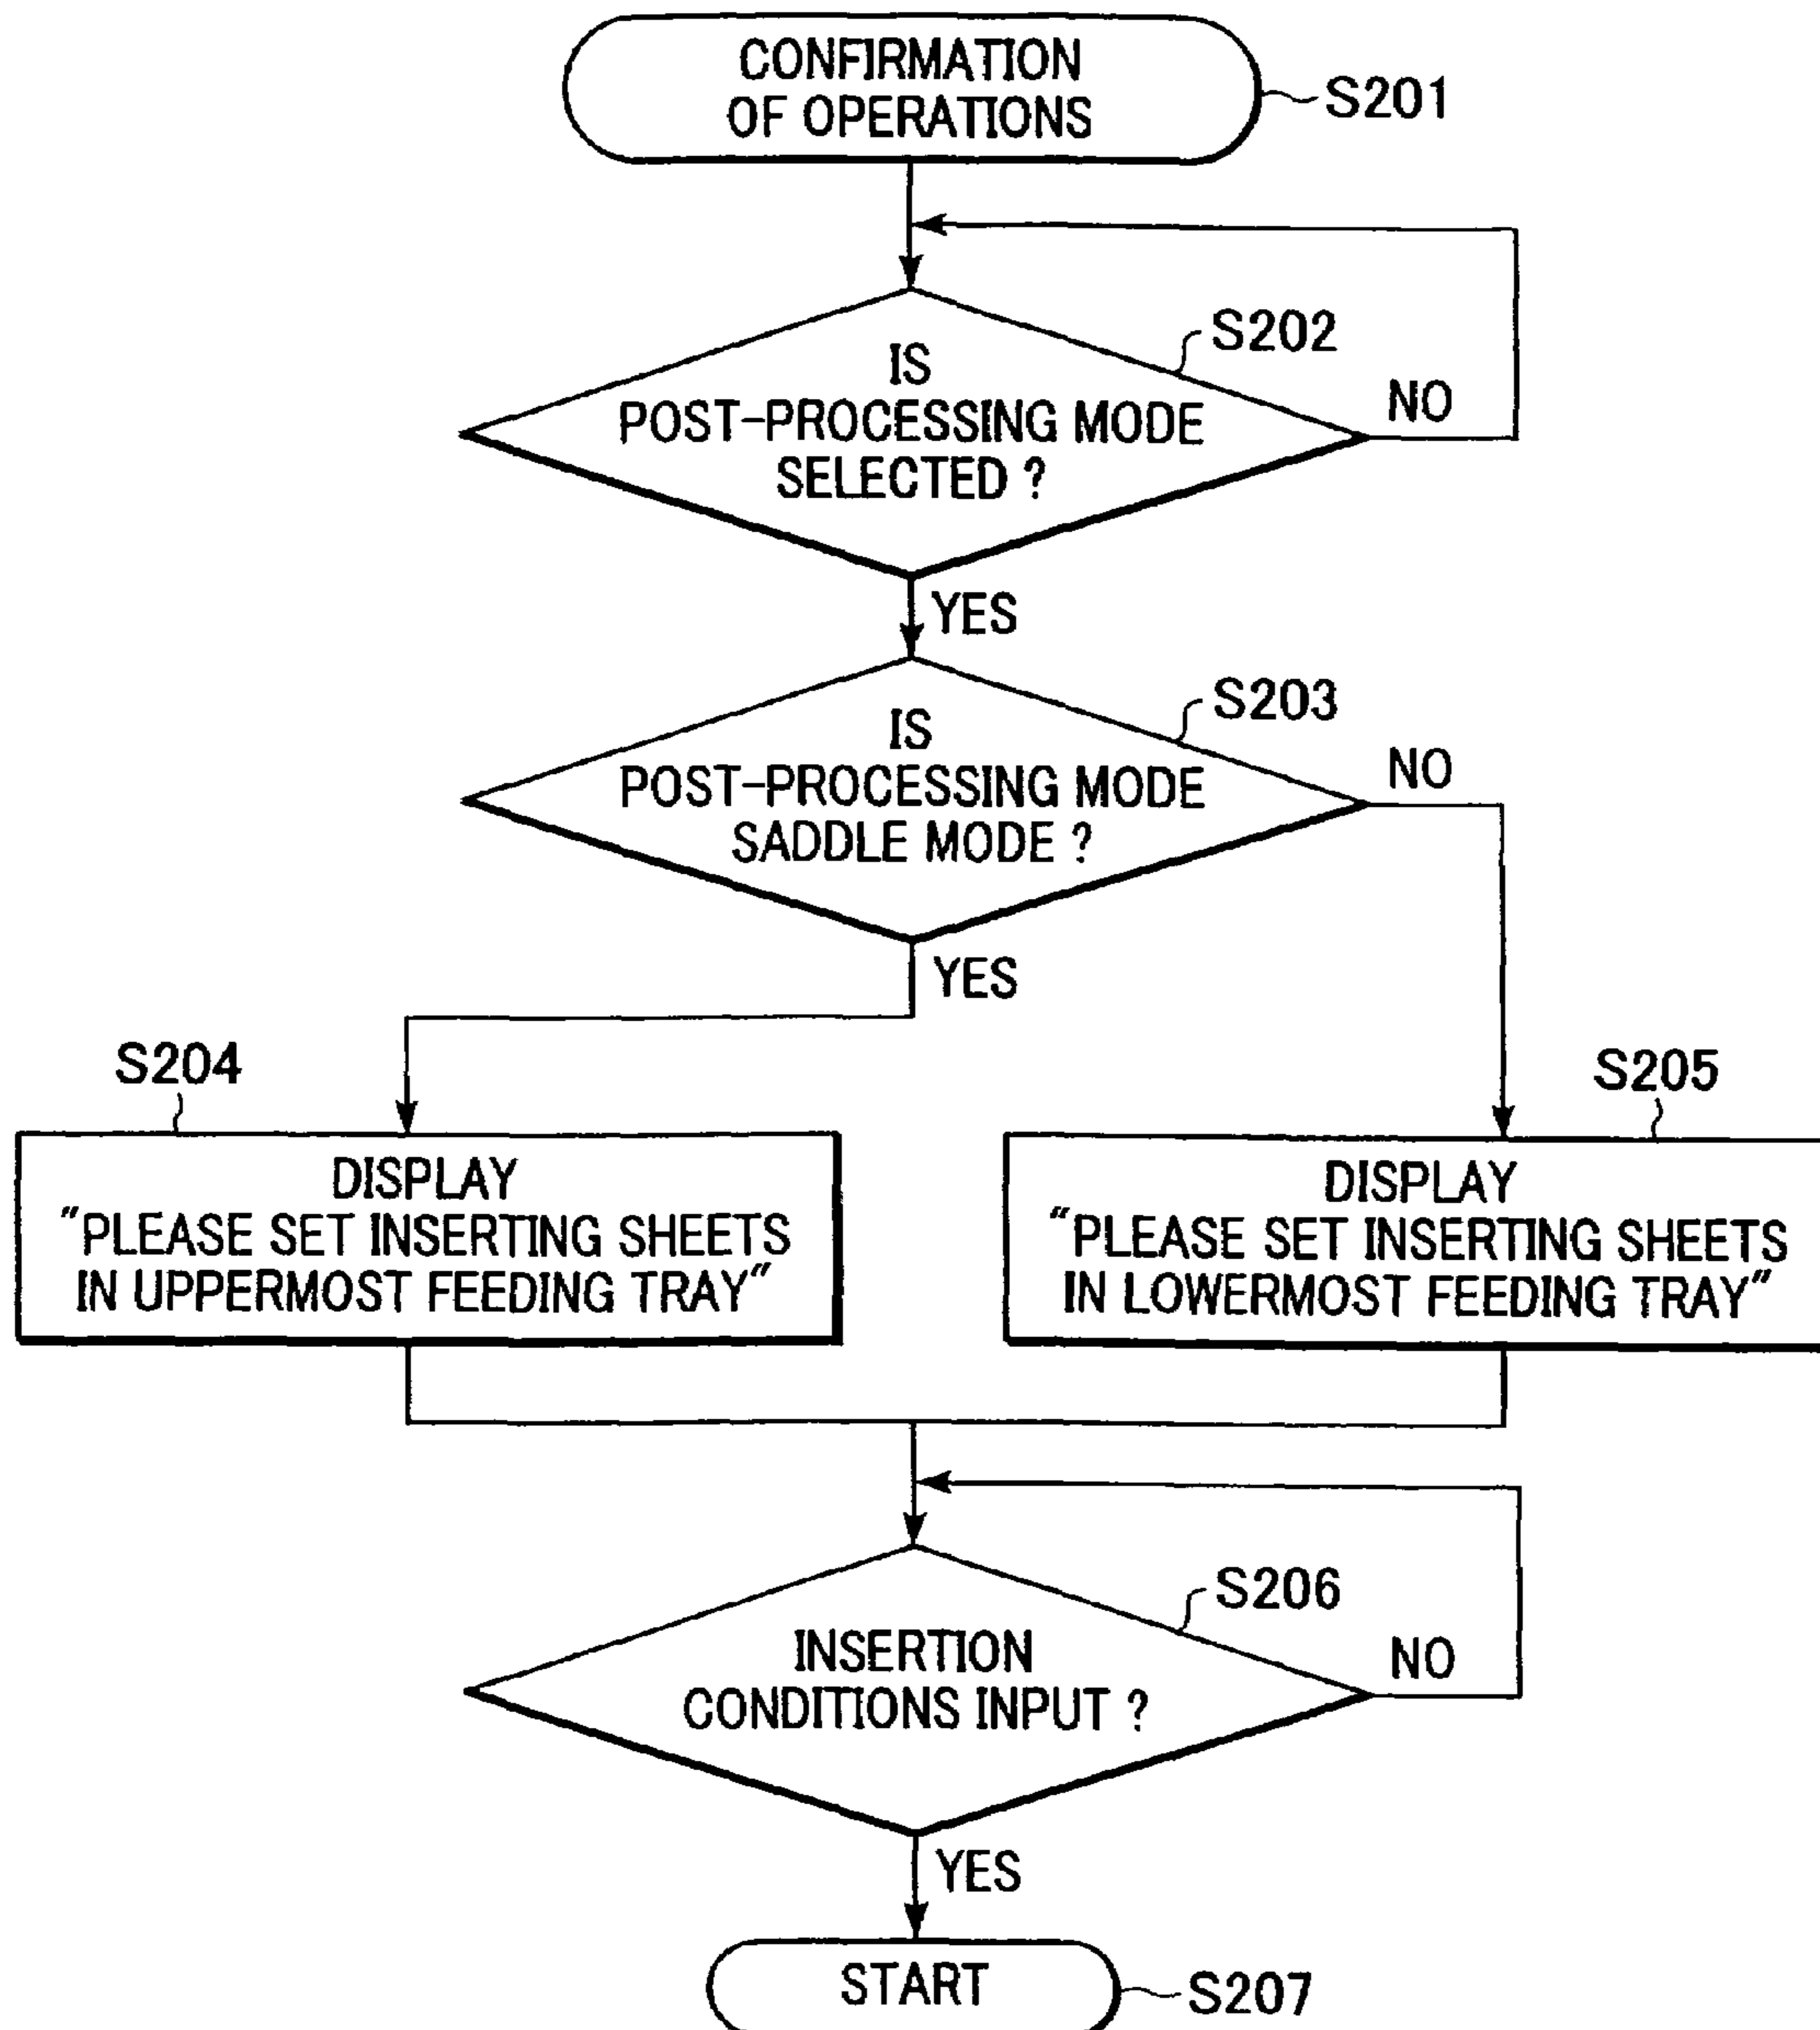 CONFIRMATION
OF OPERATIONS
S201
S202
IS
POST-PROCESSING MODE
SELECTED ?
NO
YES
S203
IS
POST-PROCESSING MODE
SADDLE MODE ?
NO
YES
S204
DISPLAY
"PLEASE SET INSERTING SHEETS
IN UPPERMOST FEEDING TRAY"
S205
DISPLAY
"PLEASE SET INSERTING SHEETS
IN LOWERMOST FEEDING TRAY"
S206
INSERTION
CONDITIONS INPUT ?
NO
YES
START
S207